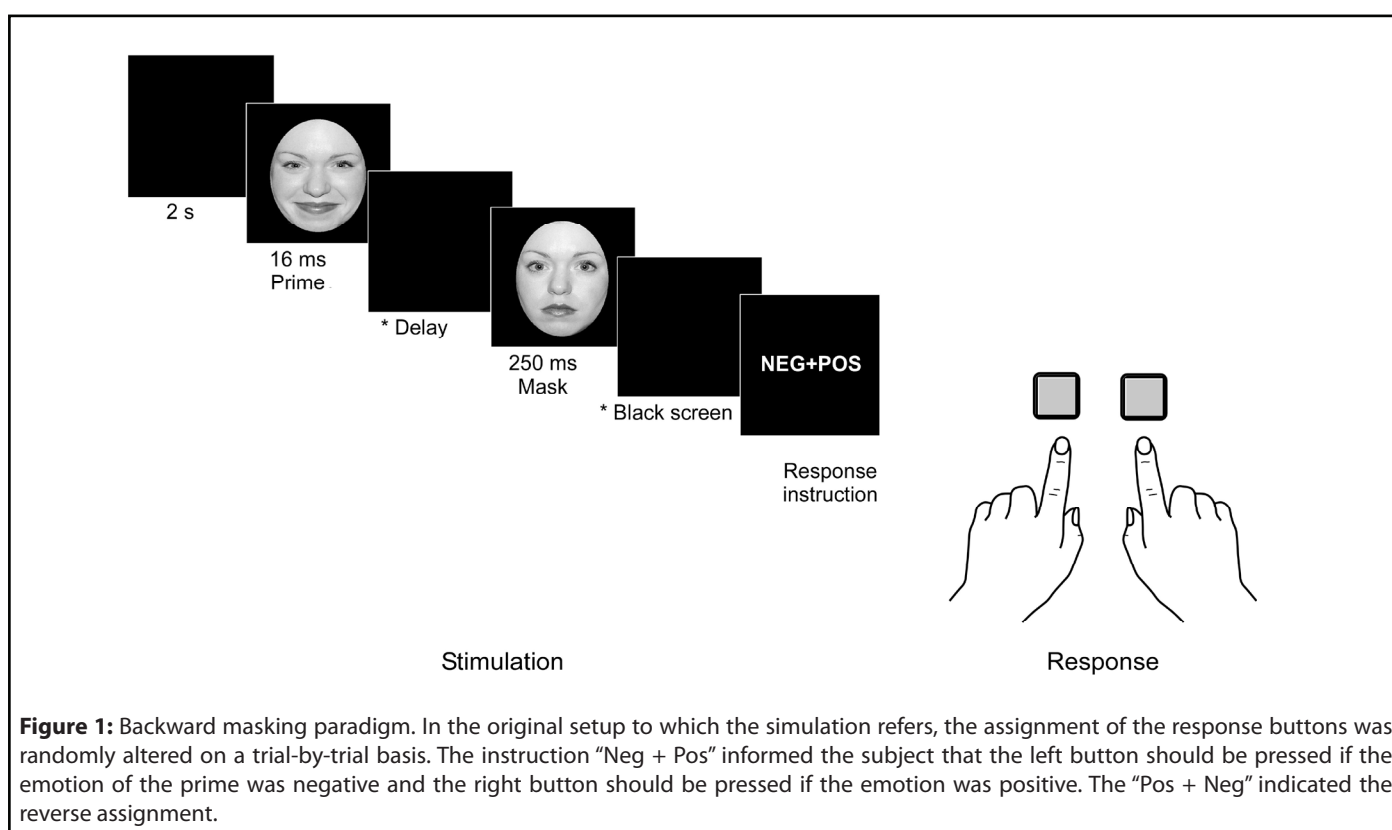 2 s
16 ms
Prime
* Delay
250 ms
Mask
* Black screen
NEG+POS
Response
instruction
Stimulation
Response
Figure 1: Backward masking paradigm. In the original setup to which the simulation refers, the assignment of the response buttons was
randomly altered on a trial-by-trial basis. The instruction “Neg + Pos” informed the subject that the left button should be pressed if the
emotion of the prime was negative and the right button should be pressed if the emotion was positive. The “Pos + Neg” indicated the
reverse assignment.